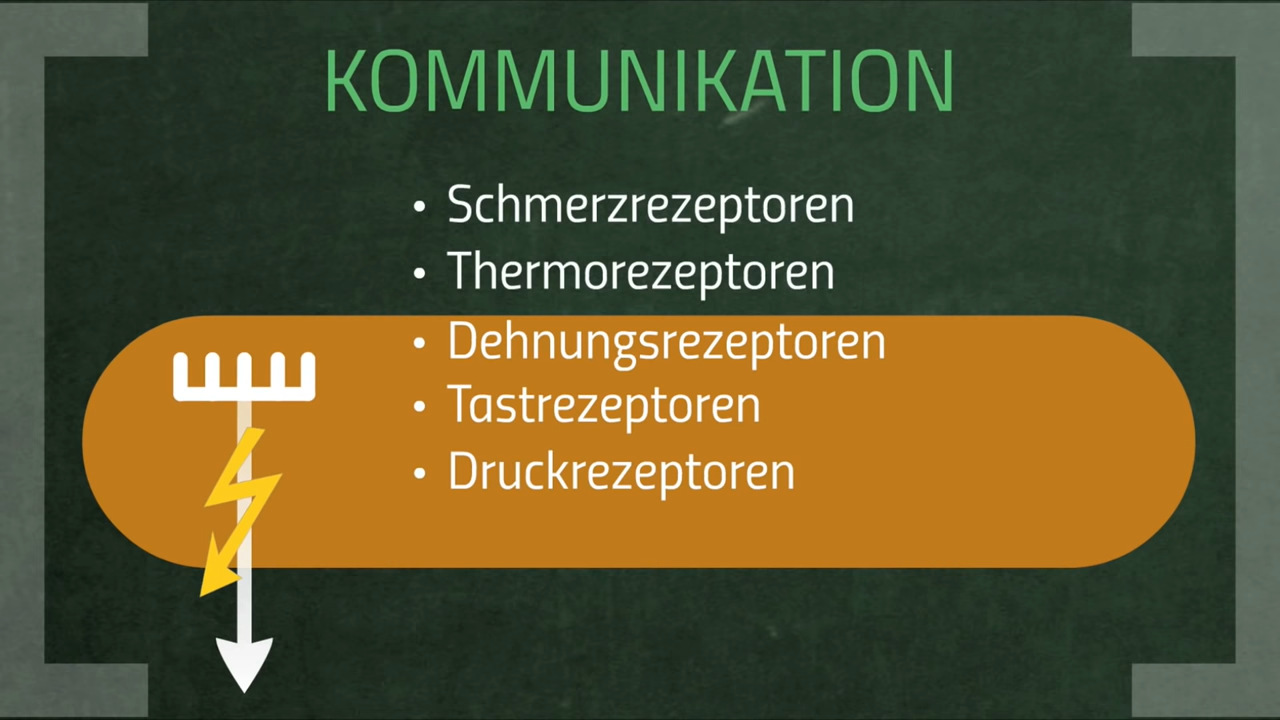 KOMMUNIKATION
• Schmerzrezeptoren
• Thermorezeptoren
• Dehnungsrezeptoren
• Tastrezeptoren
• Druckrezeptoren